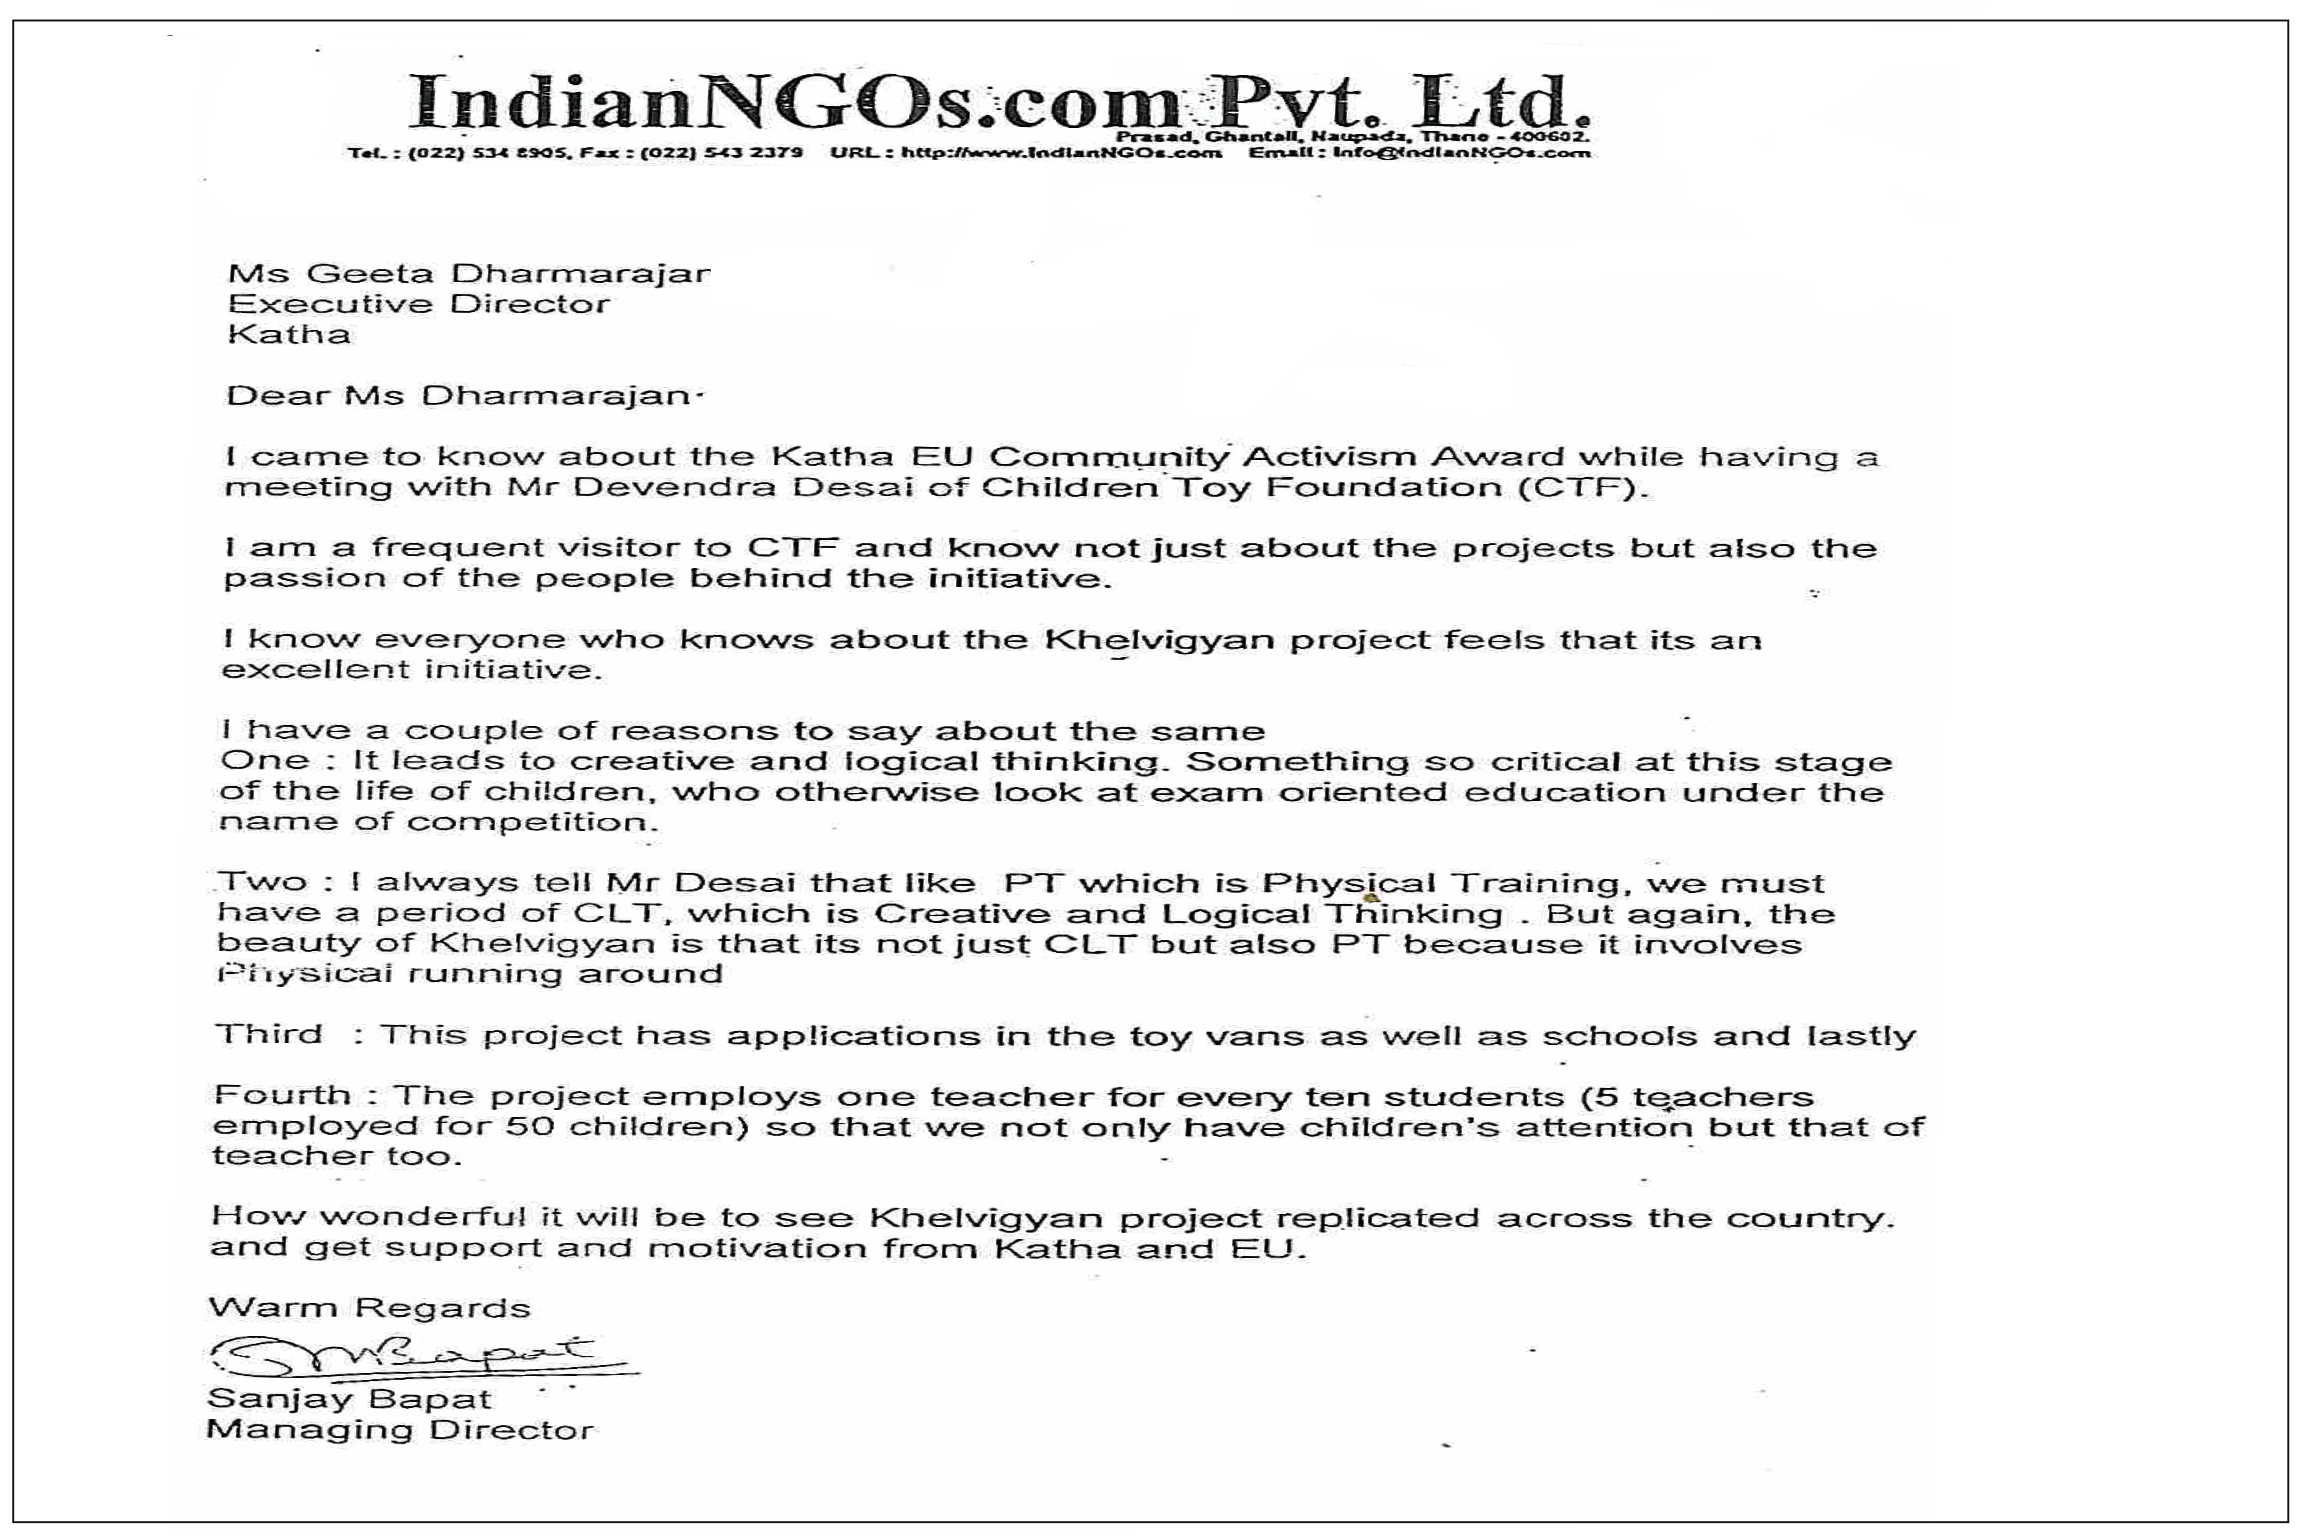 IndianNGOs.com Pvt. Ltd.
Prasad, Ghantali, Naupada, Thane - 400602.
Tel. : (022) 534 8905, Fax : (022) 543 2379 URL : http://www.IndianNGOs.com Email : Info@IndianNGOs.com
Ms Geeta Dharmarajar
Executive Director
Katha
Dear Ms Dharmarajan
I came to know about the Katha EU Community Activism Award while having a
meeting with Mr Devendra Desai of Children Toy Foundation (CTF).
I am a frequent visitor to CTF and know not just about the projects but also the
passion of the people behind the initiative.
I know everyone who knows about the Khelvigyan project feels that its an
excellent initiative.
I have a couple of reasons to say about the same
One : It leads to creative and logical thinking. Something so critical at this stage
of the life of children, who otherwise look at exam oriented education under the
name of competition.
Two : I always tell Mr Desai that like PT which is Physical Training, we must
have a period of CLT, which is Creative and Logical Thinking . But again, the
beauty of Khelvigyan is that its not just CLT but also PT because it involves
Physical running around
Third : This project has applications in the toy vans as well as schools and lastly
Fourth : The project employs one teacher for every ten students (5 teachers
employed for 50 children) so that we not only have children's attention but that of
teacher too.
How wonderful it will be to see Khelvigyan project replicated across the country.
and get support and motivation from Katha and EU.
Warm Regards
SMBapat
Sanjay Bapat
Managing Director